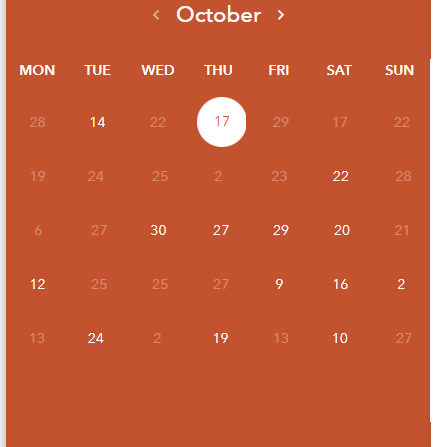 ‹ October ›
MON TUE WED THU FRI SAT SUN
28 14 22 17 29 17 22
19 24 25 2 23 22 28
6 27 30 27 29 20 21
12 25 25 27 9 16 2
13 24 2 19 13 10 27